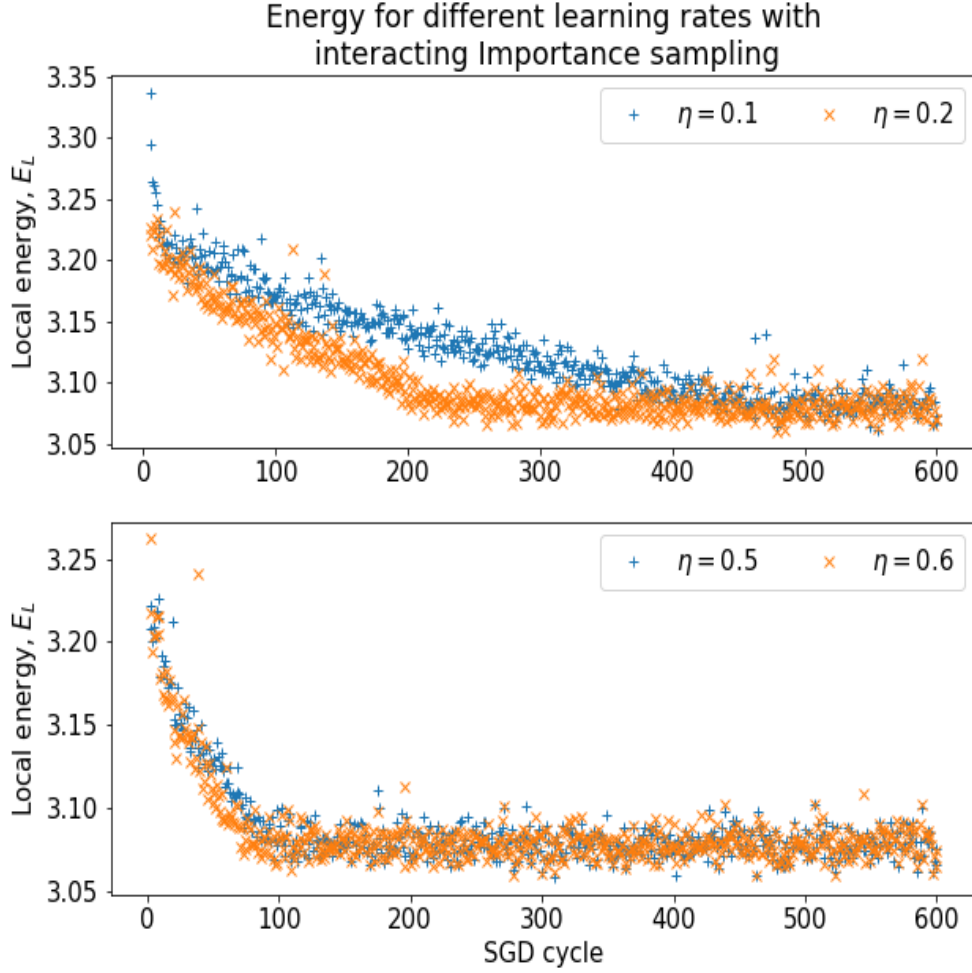 Energy for different learning rates with
interacting Importance sampling
Local energy, E_L
3.35
3.30
3.25
3.20
3.15
3.10
3.05
η = 0.1 η = 0.2
0 100 200 300 400 500 600
Local energy, E_L
3.25
3.20
3.15
3.10
3.05
η = 0.5 η = 0.6
0 100 200 300 400 500 600
SGD cycle